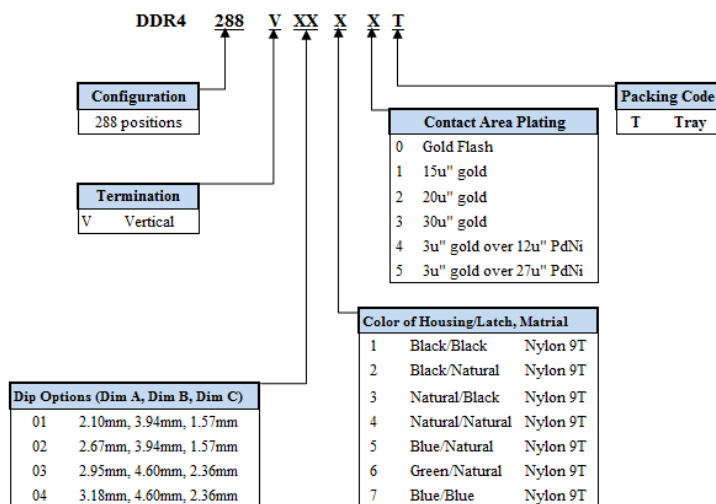 DDR4 288 V XX X X T
Configuration
288 positions
Packing Code
T Tray
Contact Area Plating
0 Gold Flash
1 15u" gold
2 20u" gold
3 30u" gold
4 3u" gold over 12u" PdNi
5 3u" gold over 27u" PdNi
Termination
V Vertical
Color of Housing/Latch, Matrial
1 Black/Black Nylon 9T
2 Black/Natural Nylon 9T
3 Natural/Black Nylon 9T
4 Natural/Natural Nylon 9T
5 Blue/Natural Nylon 9T
6 Green/Natural Nylon 9T
7 Blue/Blue Nylon 9T
Dip Options (Dim A, Dim B, Dim C)
01 2.10mm, 3.94mm, 1.57mm
02 2.67mm, 3.94mm, 1.57mm
03 2.95mm, 4.60mm, 2.36mm
04 3.18mm, 4.60mm, 2.36mm